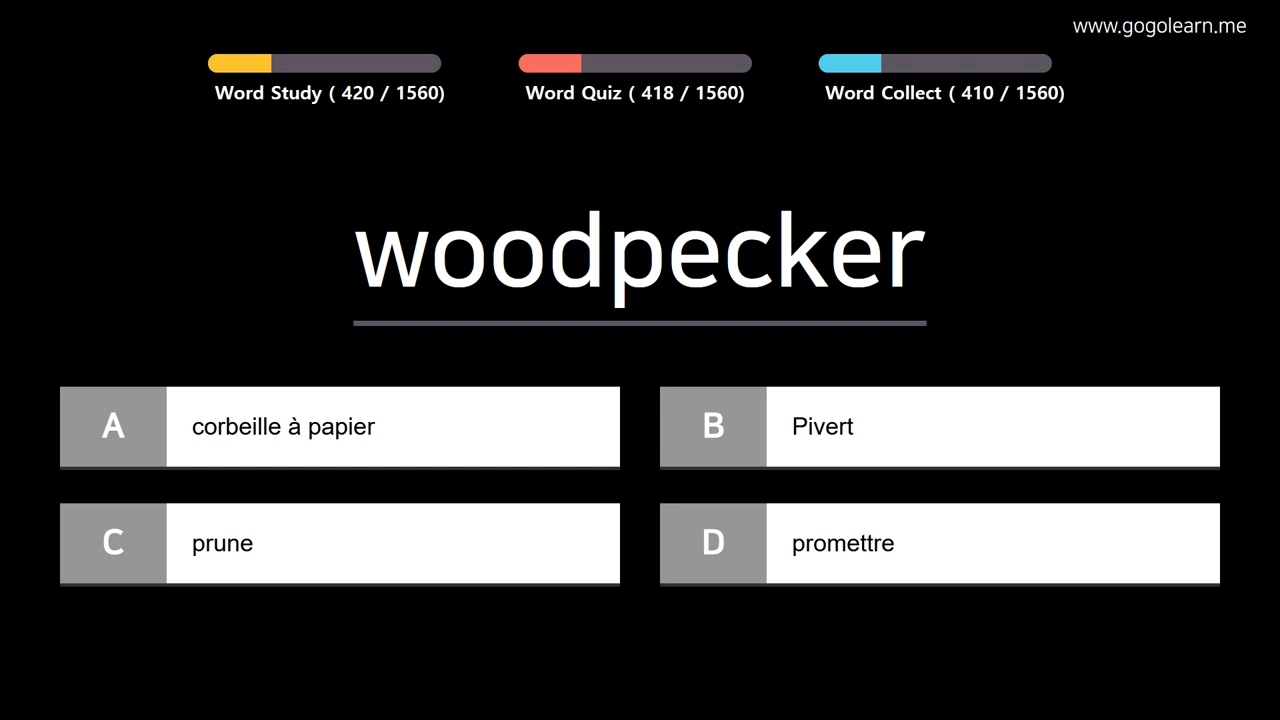 www.gogolearn.me
Word Study ( 420 / 1560)
Word Quiz ( 418 / 1560)
Word Collect ( 410 / 1560)
woodpecker
A corbeille à papier
B Pivert
C prune
D promettre